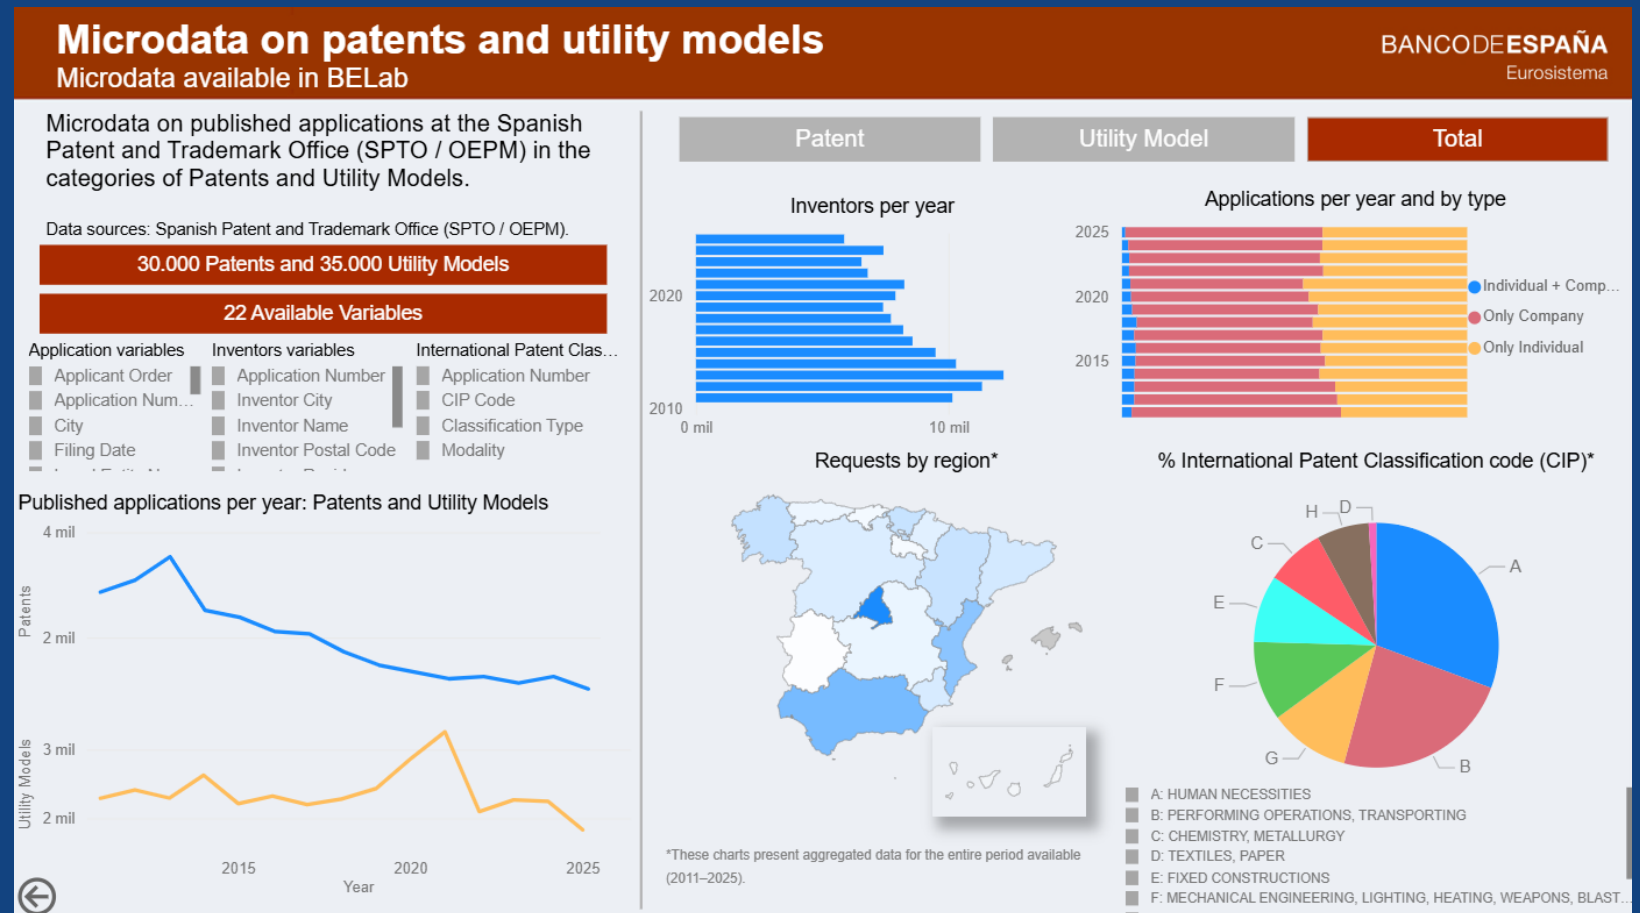 Microdata on patents and utility models
Microdata available in BELab
BANCODEESPAÑA
Eurosistema
Microdata on published applications at the Spanish
Patent and Trademark Office (SPTO / OEPM) in the
categories of Patents and Utility Models.
Data sources: Spanish Patent and Trademark Office (SPTO / OEPM).
30.000 Patents and 35.000 Utility Models
22 Available Variables
Application variables
Applicant Order
Application Num...
City
Filing Date
Inventors variables
Application Number
Inventor City
Inventor Name
Inventor Postal Code
International Patent Clas...
Application Number
CIP Code
Classification Type
Modality
Published applications per year: Patents and Utility Models
Patents
4 mil
2 mil
Utility Models
3 mil
2 mil
2015
2020
2025
Year
Patent
Utility Model
Total
Inventors per year
2020
2010
0 mil
10 mil
Applications per year and by type
2025
2020
2015
Individual + Comp...
Only Company
Only Individual
Requests by region*
*These charts present aggregated data for the entire period available
(2011–2025).
% International Patent Classification code (CIP)*
H
D
C
A
E
F
G
B
A: HUMAN NECESSITIES
B: PERFORMING OPERATIONS, TRANSPORTING
C: CHEMISTRY, METALLURGY
D: TEXTILES, PAPER
E: FIXED CONSTRUCTIONS
F: MECHANICAL ENGINEERING, LIGHTING, HEATING, WEAPONS, BLAST...